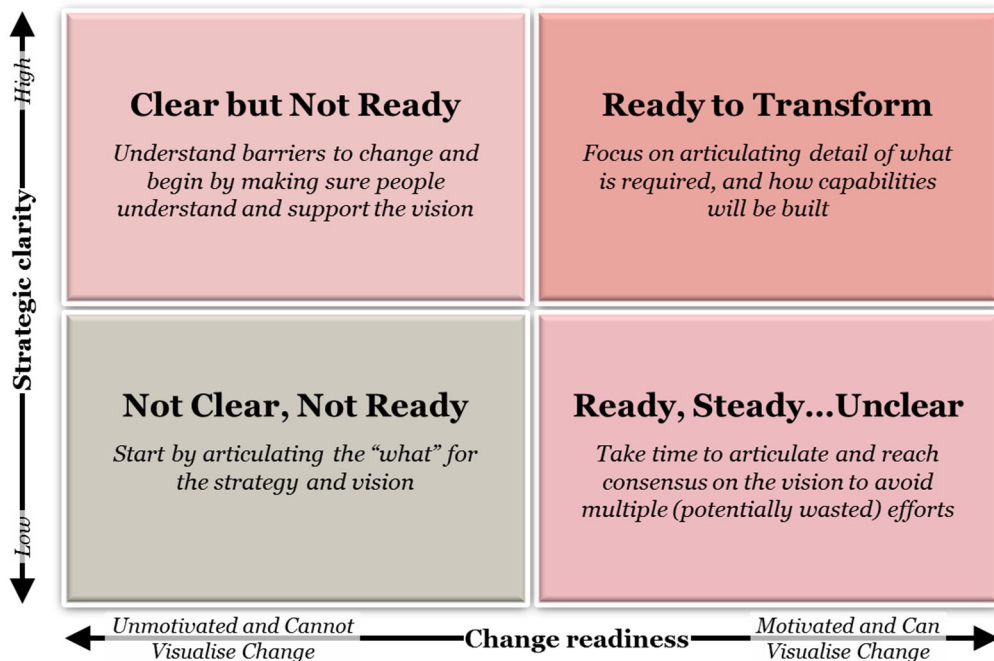 High
Strategic clarity
Low
Clear but Not Ready
Understand barriers to change and
begin by making sure people
understand and support the vision
Ready to Transform
Focus on articulating detail of what
is required, and how capabilities
will be built
Not Clear, Not Ready
Start by articulating the “what” for
the strategy and vision
Ready, Steady...Unclear
Take time to articulate and reach
consensus on the vision to avoid
multiple (potentially wasted) efforts
Unmotivated and Cannot
Visualise Change
Change readiness
Motivated and Can
Visualise Change